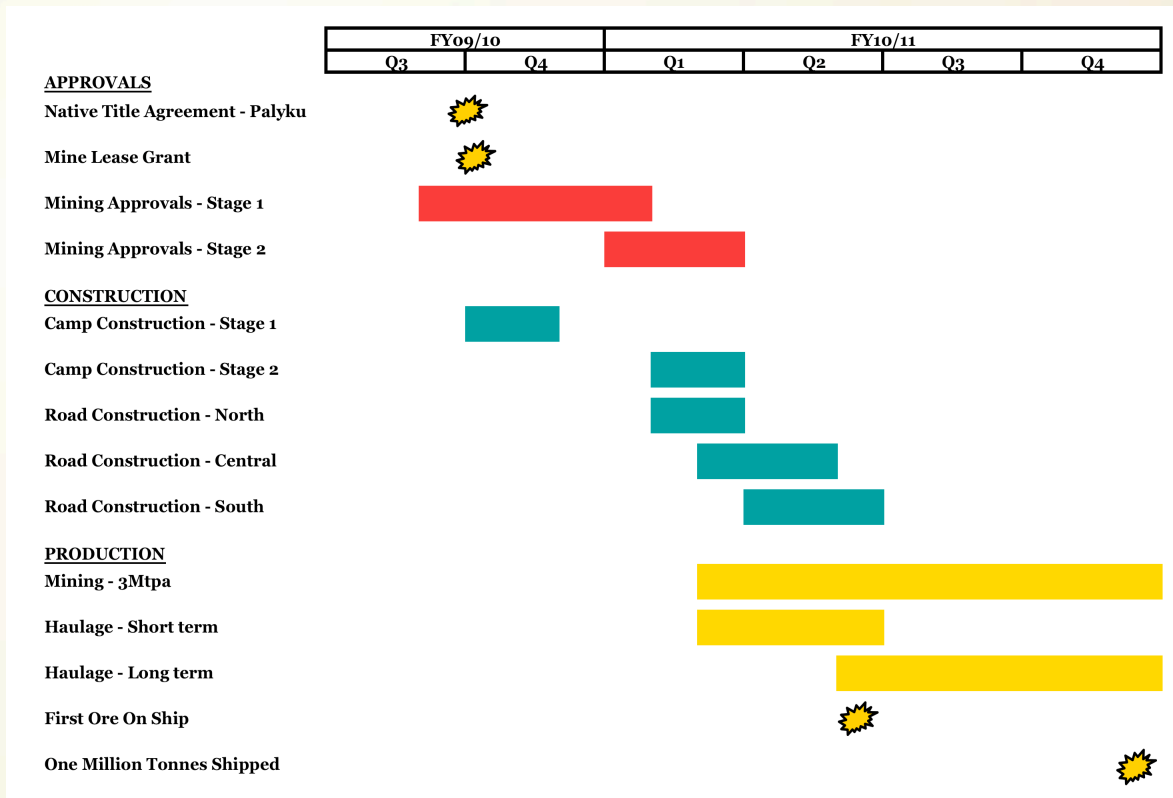 FY09/10 FY10/11
Q3 Q4 Q1 Q2 Q3 Q4
APPROVALS
Native Title Agreement - Palyku
Mine Lease Grant
Mining Approvals - Stage 1
Mining Approvals - Stage 2
CONSTRUCTION
Camp Construction - Stage 1
Camp Construction - Stage 2
Road Construction - North
Road Construction - Central
Road Construction - South
PRODUCTION
Mining - 3Mtpa
Haulage - Short term
Haulage - Long term
First Ore On Ship
One Million Tonnes Shipped